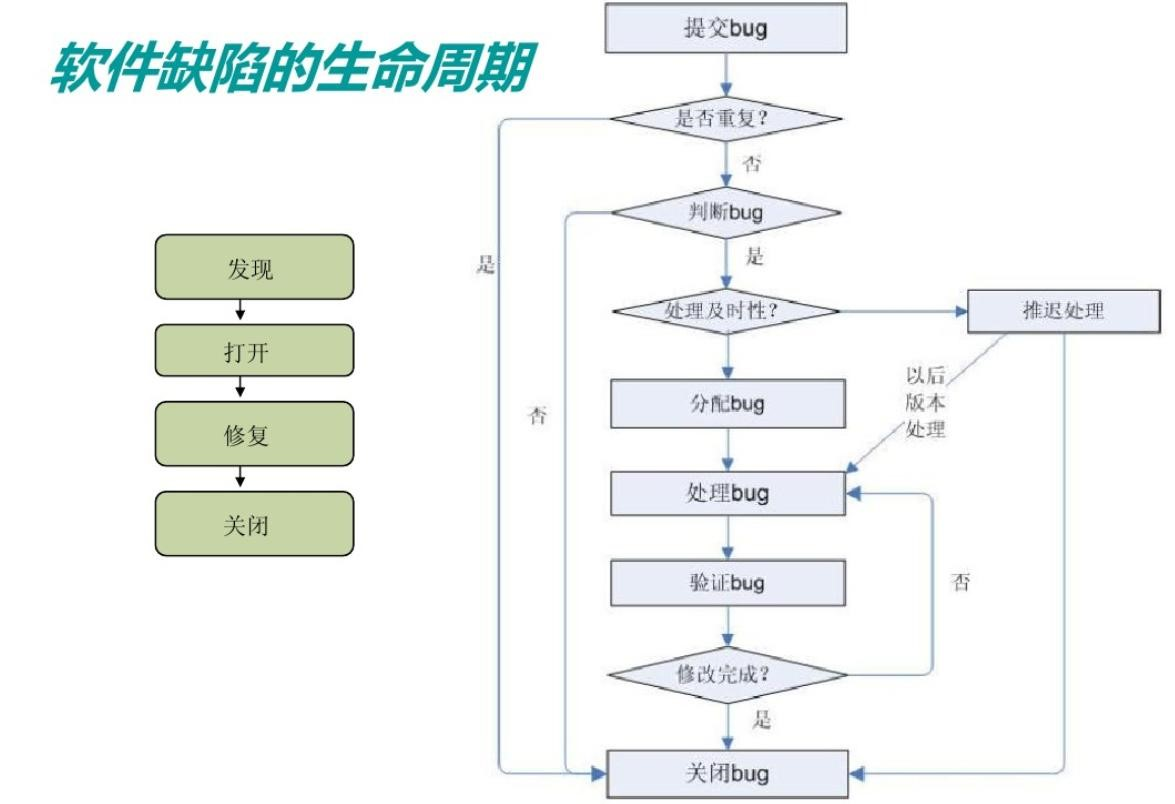 软件缺陷的生命周期
发现
打开
修复
关闭
提交bug
是否重复？
否
判断bug
是
是
处理及时性？
推迟处理
以后
版本
处理
分配bug
否
处理bug
验证bug
否
修改完成？
是
关闭bug